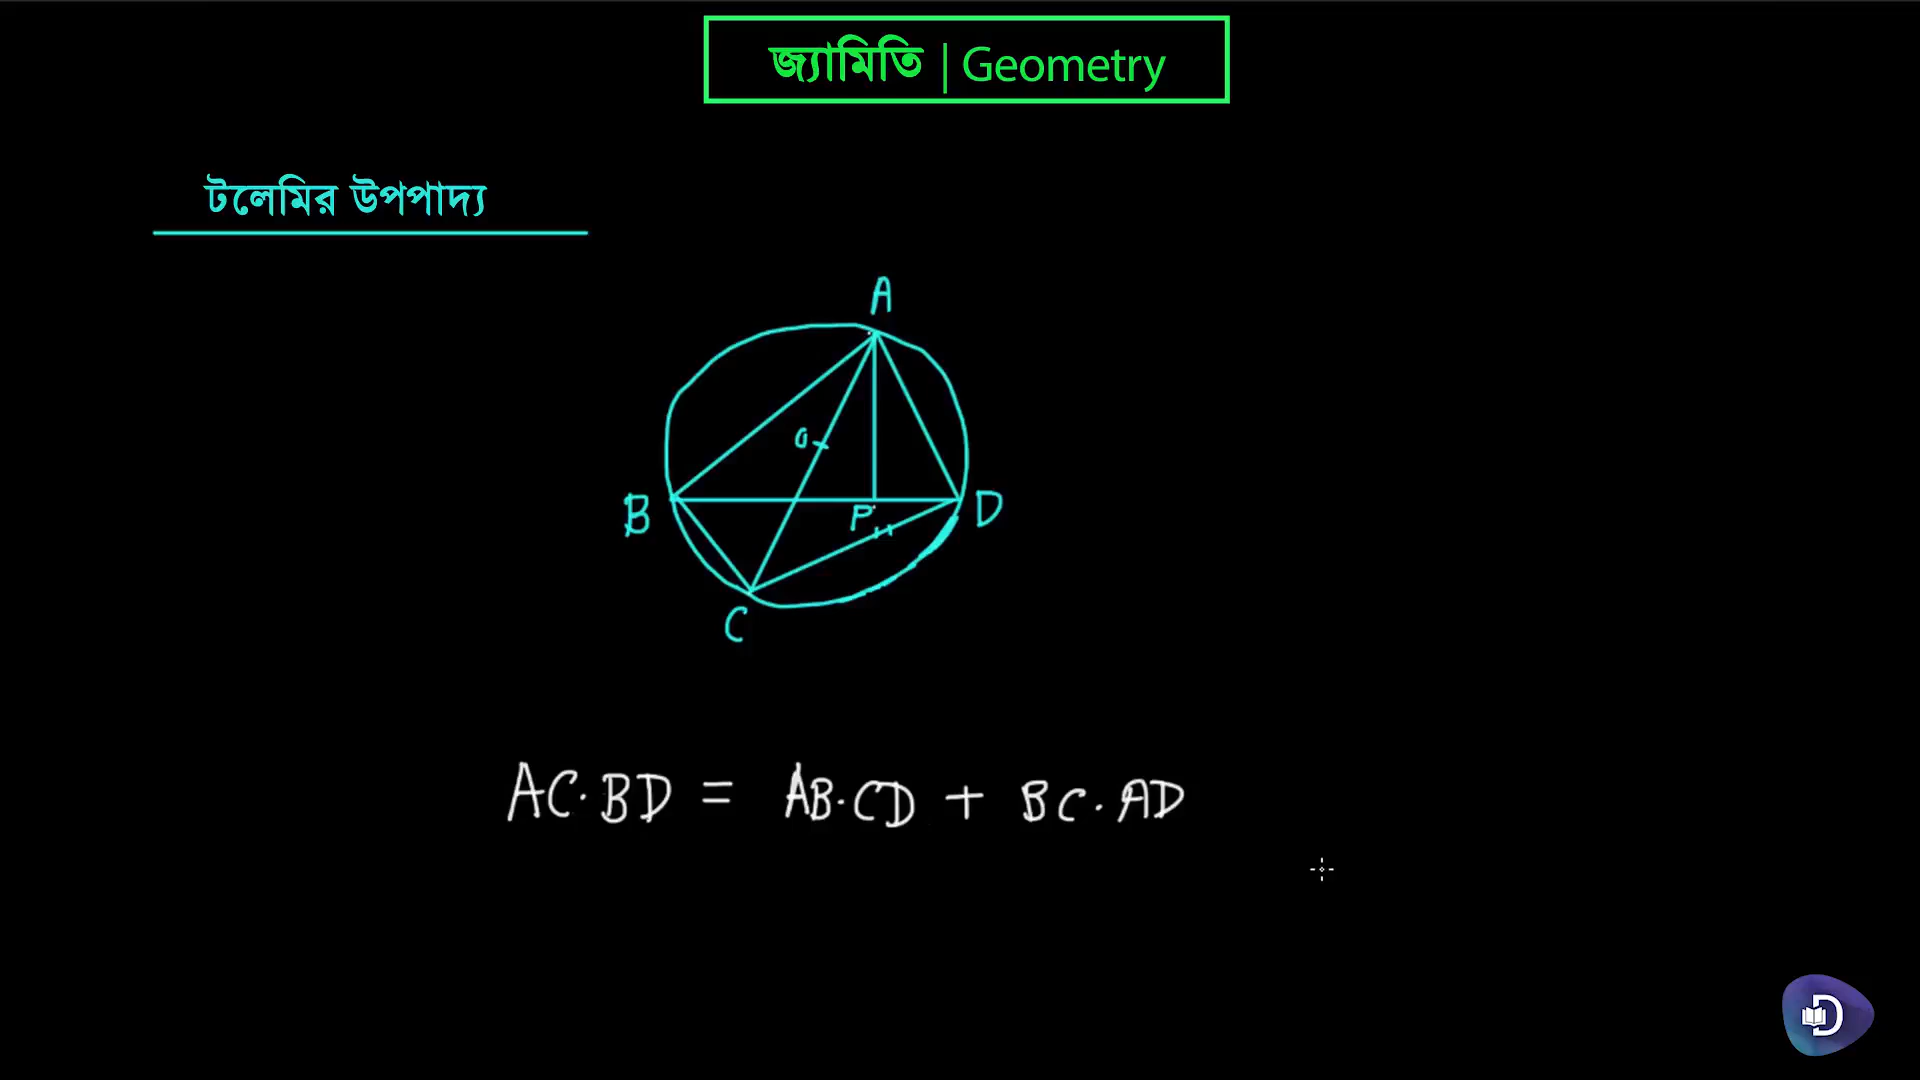 জ্যামিতি | Geometry
টলেমির উপপাদ্য
A
O
B
P
D
C
AC·BD = AB·CD + BC·AD
D